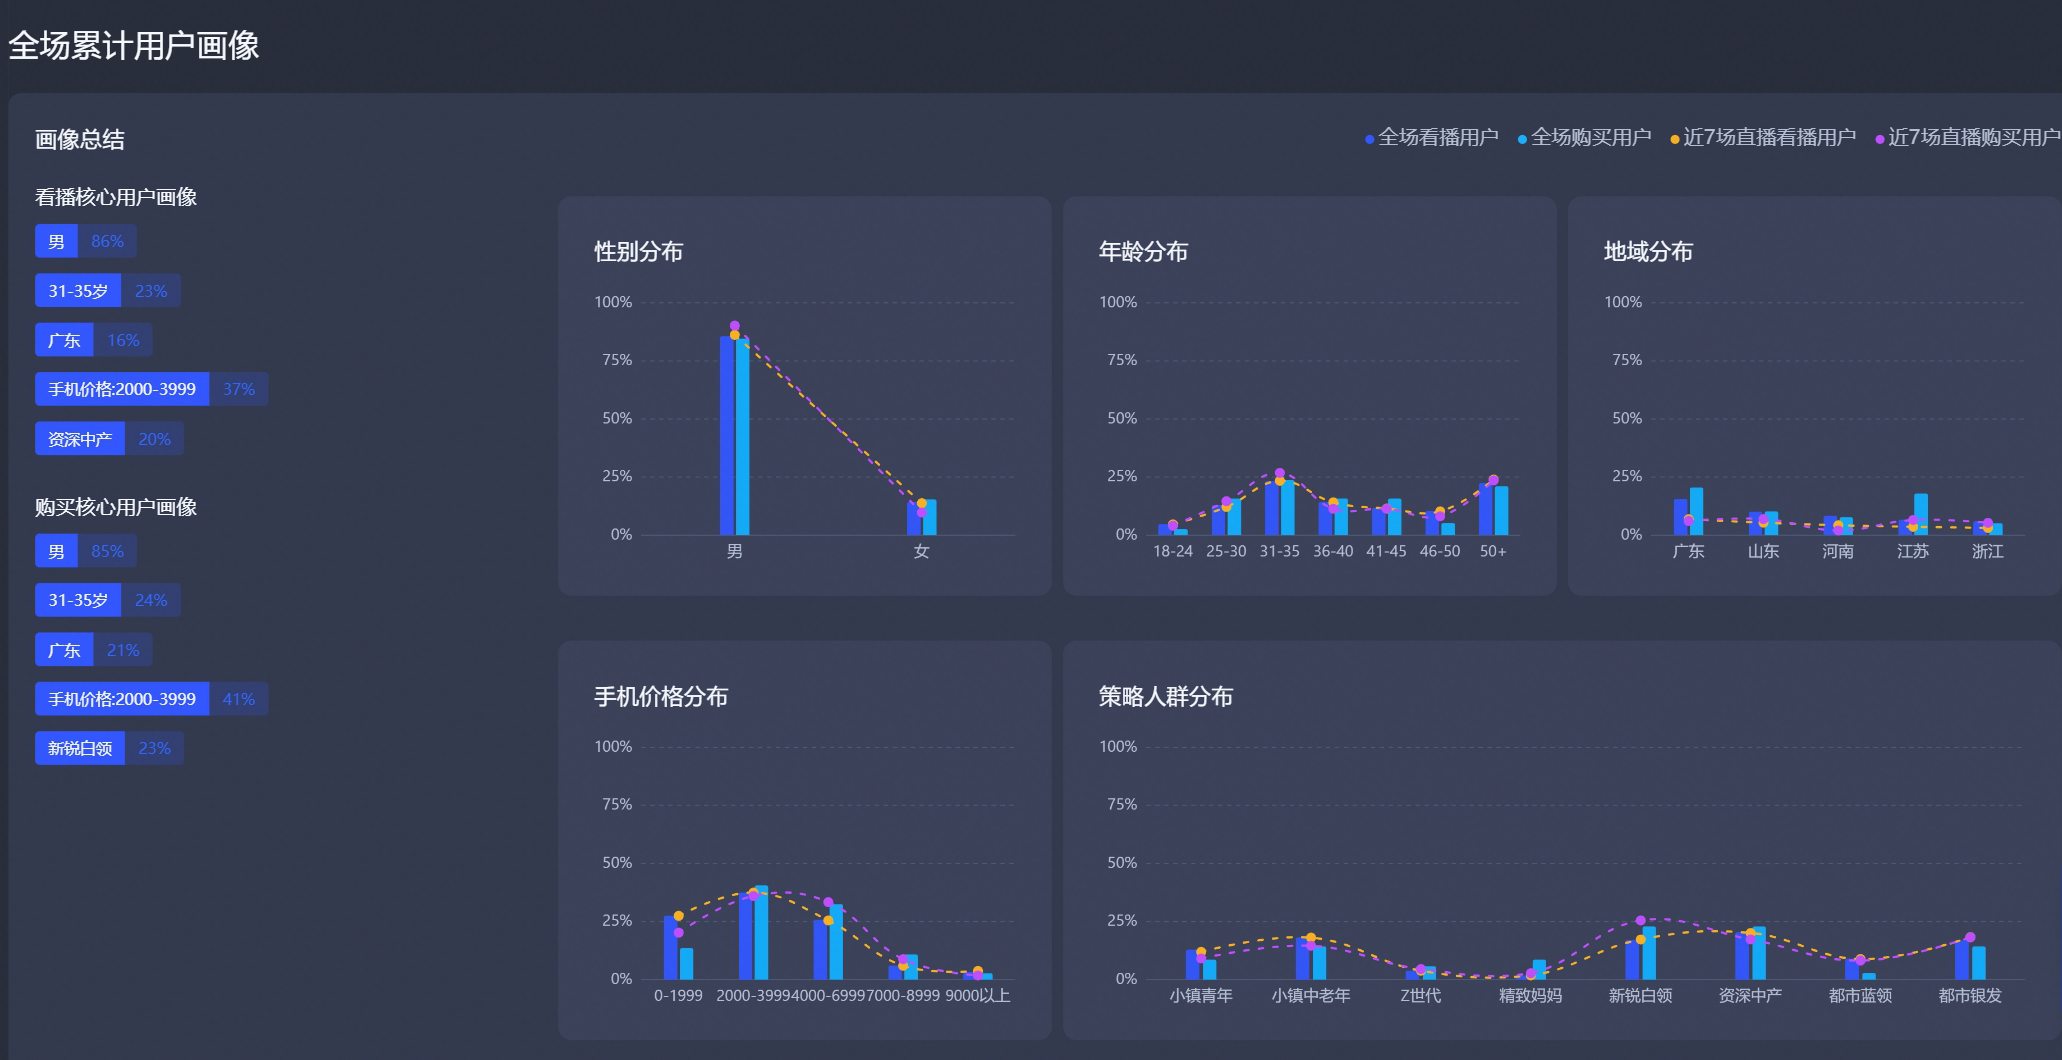 全场累计用户画像
画像总结
全场看播用户 全场购买用户 近7场直播看播用户 近7场直播购买用户
看播核心用户画像
男 86%
31-35岁 23%
广东 16%
手机价格:2000-3999 37%
资深中产 20%
购买核心用户画像
男 85%
31-35岁 24%
广东 21%
手机价格:2000-3999 41%
新锐白领 23%
性别分布
100%
75%
50%
25%
0%
男 女
年龄分布
100%
75%
50%
25%
0%
18-24 25-30 31-35 36-40 41-45 46-50 50+
地域分布
100%
75%
50%
25%
0%
广东 山东 河南 江苏 浙江
手机价格分布
100%
75%
50%
25%
0%
0-1999 2000-3999 4000-6999 7000-8999 9000以上
策略人群分布
100%
75%
50%
25%
0%
小镇青年 小镇中老年 Z世代 精致妈妈 新锐白领 资深中产 都市蓝领 都市银发